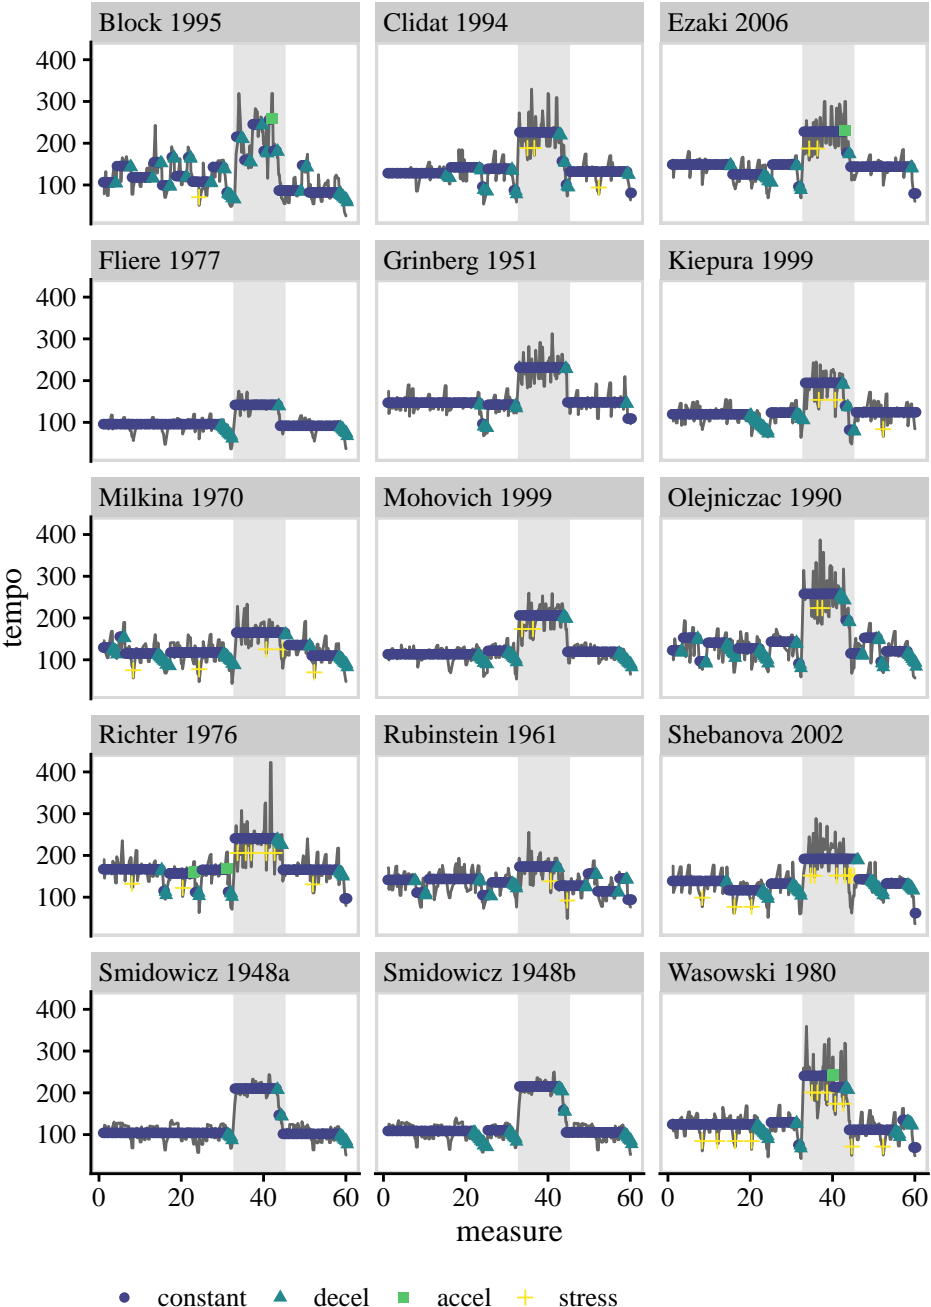 Block 1995
Clidat 1994
Ezaki 2006
400
300
200
100
Fliere 1977
Grinberg 1951
Kiepura 1999
400
300
200
100
Milkina 1970
Mohovich 1999
Olejniczac 1990
400
300
200
100
tempo
Richter 1976
Rubinstein 1961
Shebanova 2002
400
300
200
100
Smidowicz 1948a
Smidowicz 1948b
Wasowski 1980
400
300
200
100
0 20 40 60 0 20 40 60 0 20 40 60
measure
constant decel accel stress